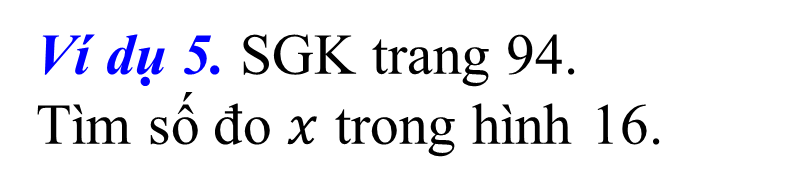 Ví dụ 5. SGK trang 94.
Tìm số đo x trong hình 16.